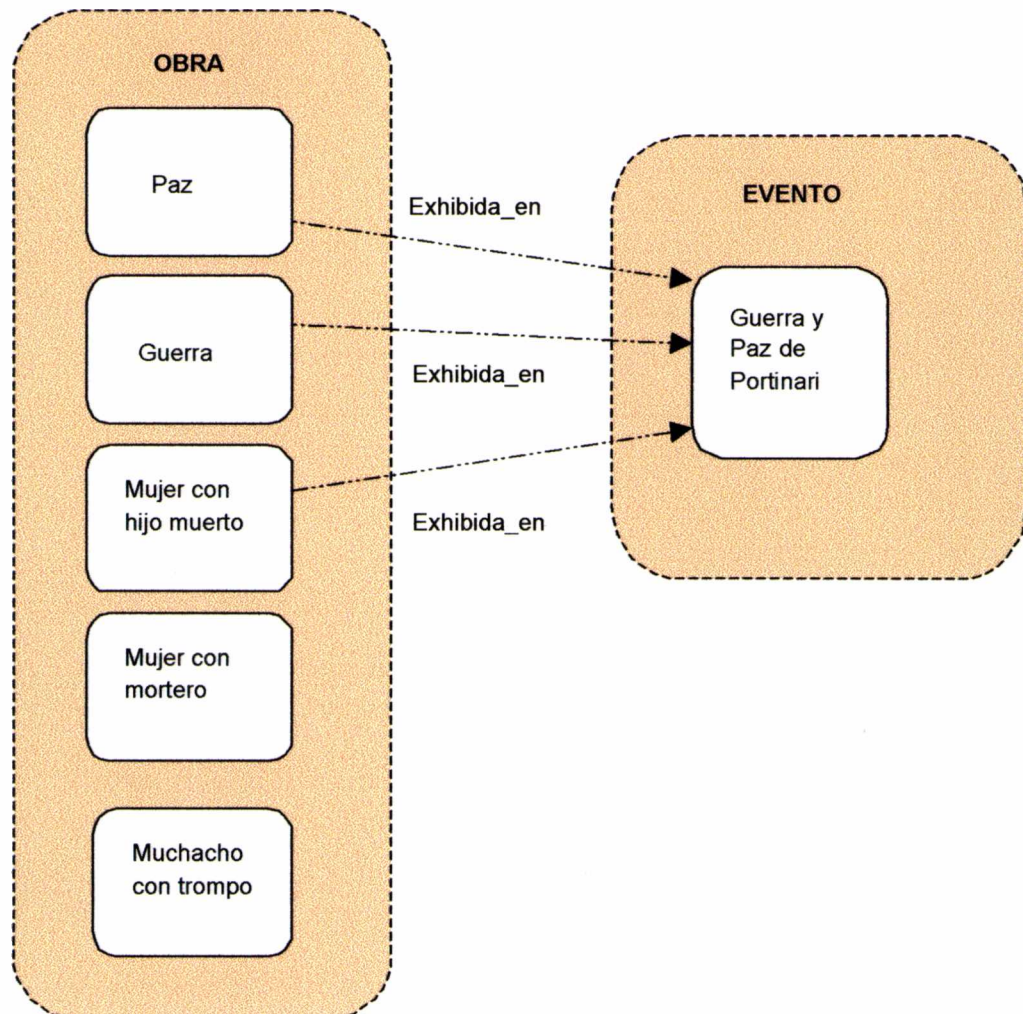 OBRA
Paz
Guerra
Mujer con
hijo muerto
Mujer con
mortero
Muchacho
con trompo
Exhibida_en
Exhibida_en
Exhibida_en
EVENTO
Guerra y
Paz de
Portinari